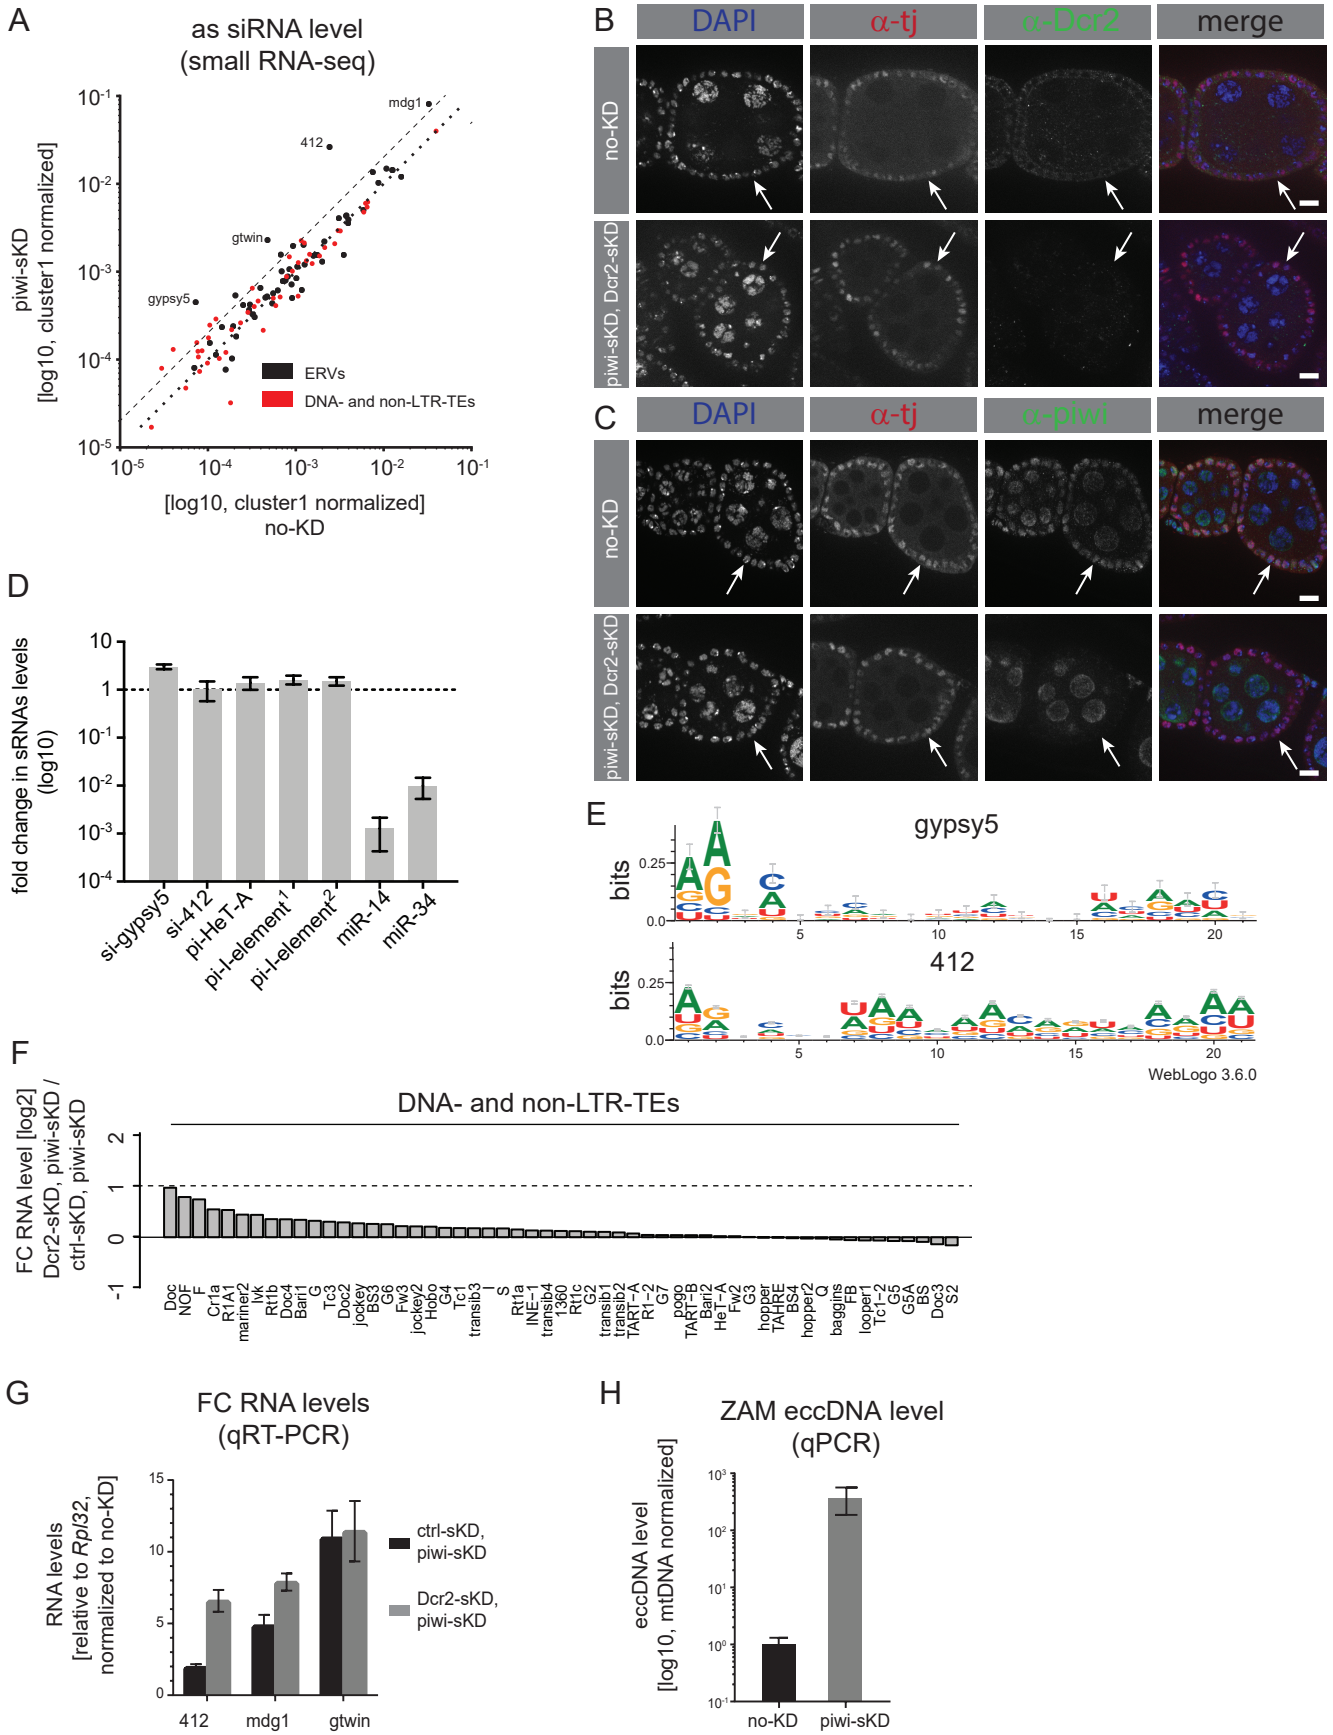 A
as siRNA level
(small RNA-seq)
piwi-sKD
[log10, cluster1 normalized]
10-1
10-2
10-3
10-4
10-5
mdg1
412
gtwin
gypsy5
ERVs
DNA- and non-LTR-TEs
10-5
10-4
10-3
10-2
10-1
[log10, cluster1 normalized]
no-KD
B
DAPI
α-tj
α-Dcr2
merge
no-KD
piwi-sKD, Dcr2-sKD
C
DAPI
α-tj
α-piwi
merge
no-KD
piwi-sKD, Dcr2-sKD
D
fold change in sRNAs levels
(log10)
10
1
10-1
10-2
10-3
10-4
si-gypsy5
si-412
pi-HeT-A
pi-I-element1
pi-I-element2
miR-14
miR-34
E
gypsy5
bits
0.25
0.0
5
10
15
20
412
bits
0.25
0.0
5
10
15
20
WebLogo 3.6.0
F
FC RNA level [log2]
Dcr2-sKD, piwi-sKD /
ctrl-sKD, piwi-sKD
DNA- and non-LTR-TEs
2
1
0
-1
Doc
NOF
F
Cr1a
R1A1
mariner2
Ivk
Rt1b
Doc4
Bari1
G
Tc3
Doc2
jockey
BS3
G6
Fw3
jockey2
Hobo
G4
Tc1
transib3
I
S
Rt1a
INE-1
transib4
1360
Rt1c
G2
transib1
transib2
TART-A
R1-2
G7
pogo
TART-B
Bari2
HeT-A
Fw2
G3
hopper
TAHRE
BS4
hopper2
Q
baggins
FB
looper1
Tc1-2
G5
G5A
BS
Doc3
S2
G
FC RNA levels
(qRT-PCR)
RNA levels
[relative to Rpl32,
normalized to no-KD]
15
10
5
0
412
mdg1
gtwin
ctrl-sKD,
piwi-sKD
Dcr2-sKD,
piwi-sKD
H
ZAM eccDNA level
(qPCR)
eccDNA level
[log10, mtDNA normalized]
103
102
101
100
10-1
no-KD
piwi-sKD